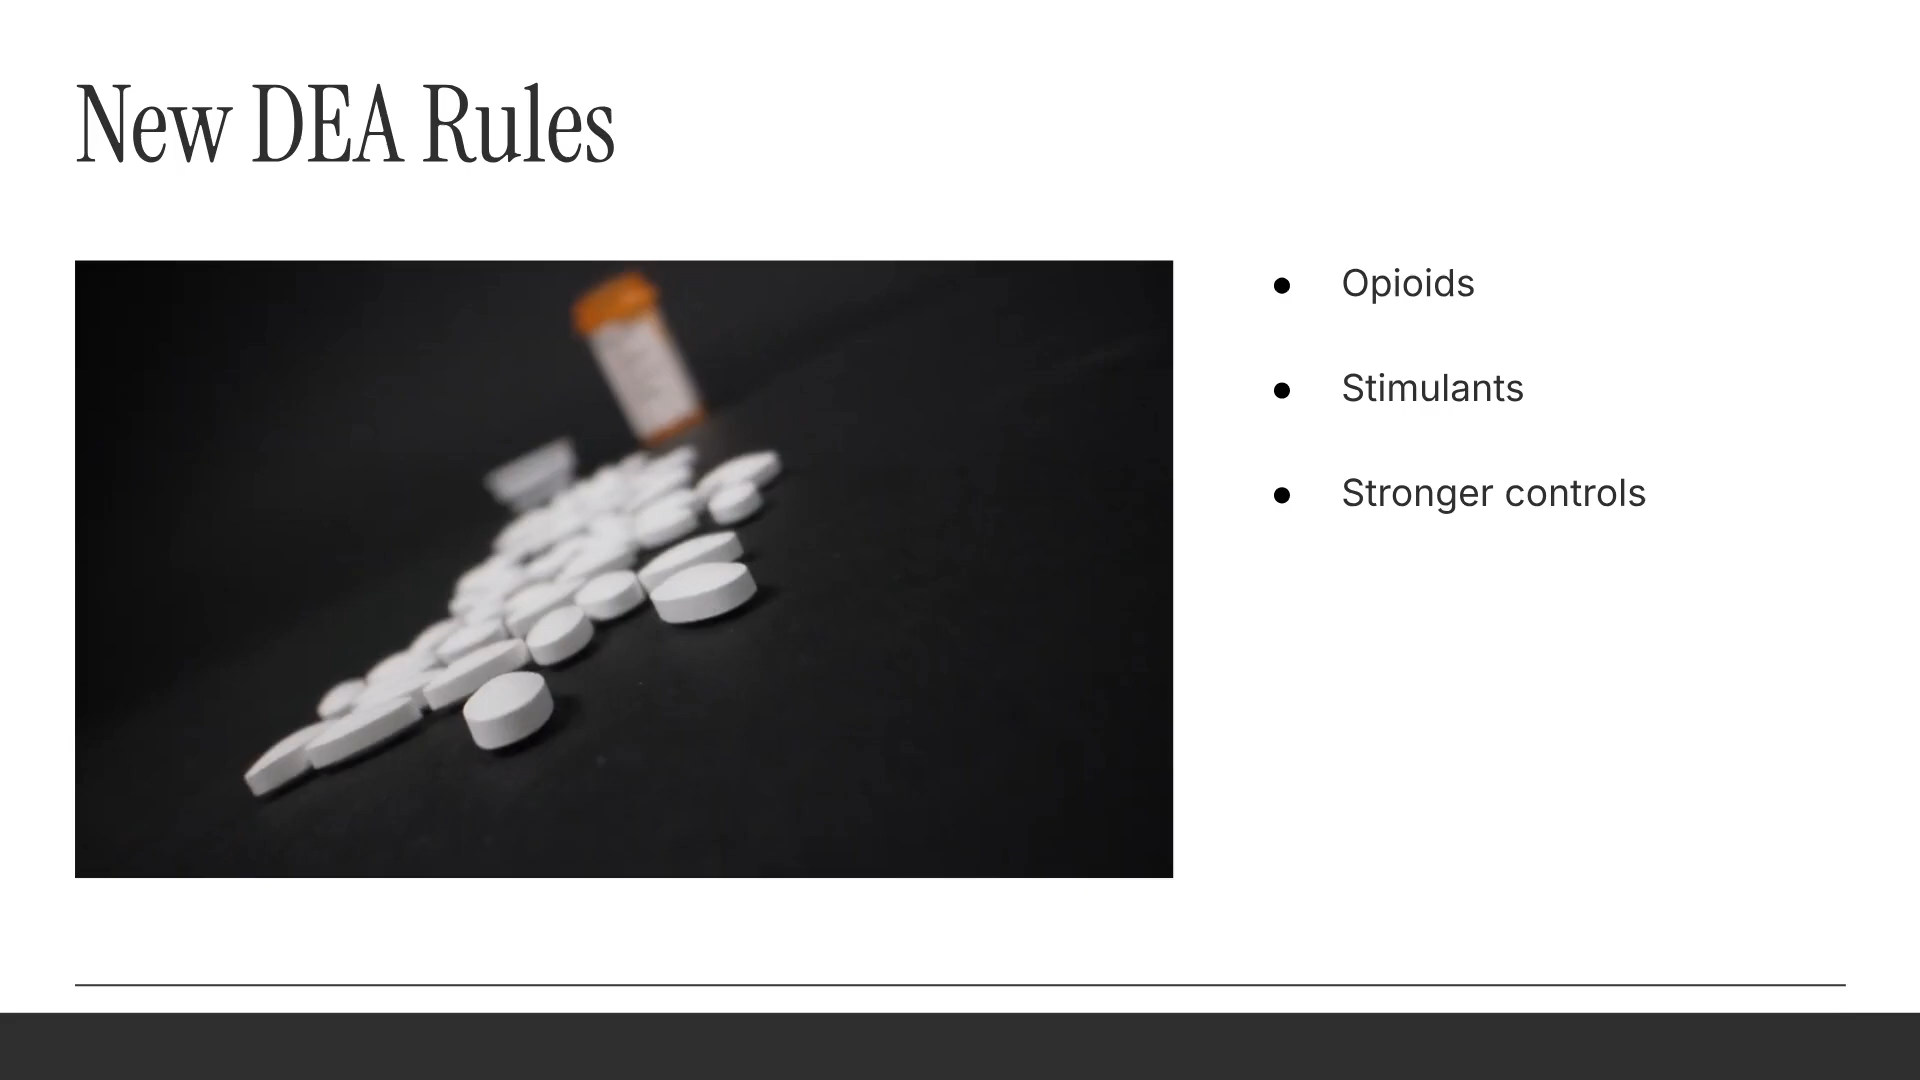 New DEA Rules
● Opioids
● Stimulants
● Stronger controls